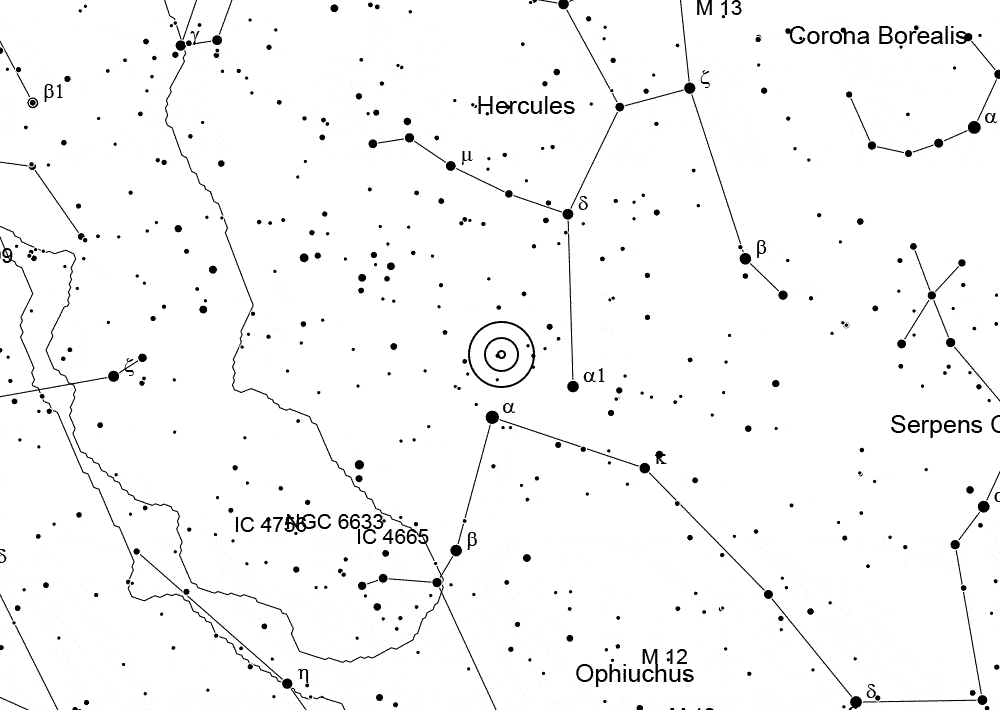 M 13
γ
Corona Borealis
β1
ζ
Hercules
α
μ
δ
β
ζ
α1
α
Serpens C
κ
IC 4756
NGC 6633
IC 4665
β
δ
M 12
Ophiuchus
η
δ